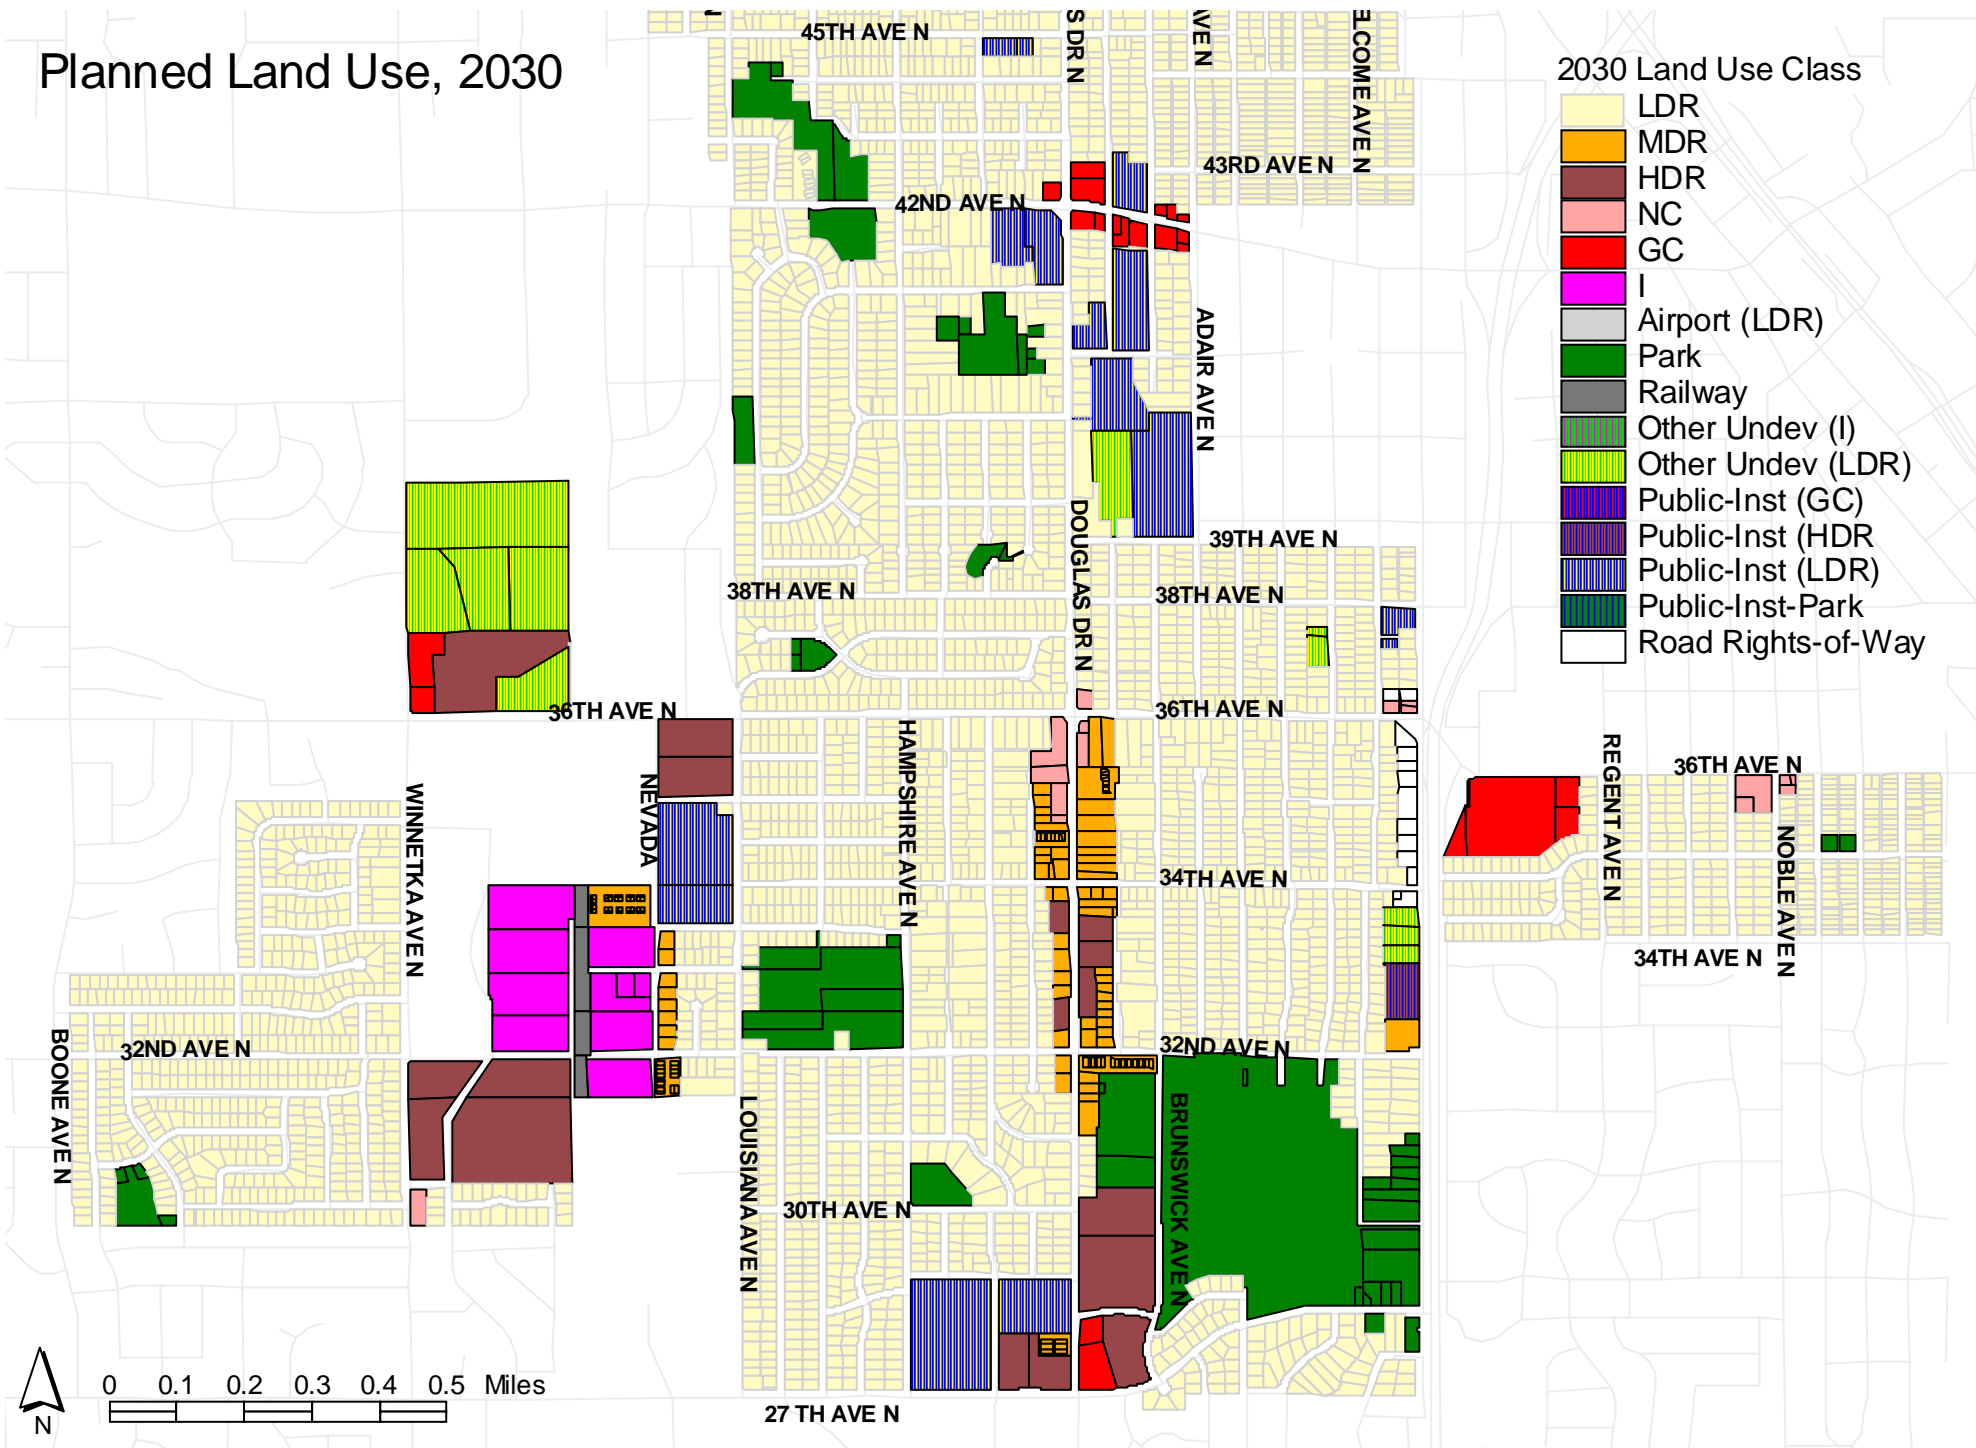 Planned Land Use, 2030
45TH AVE N
S DR N
AVE N
ELCOME AVE N
2030 Land Use Class
LDR
MDR
HDR
NC
GC
I
Airport (LDR)
Park
Railway
Other Undev (I)
Other Undev (LDR)
Public-Inst (GC)
Public-Inst (HDR
Public-Inst (LDR)
Public-Inst-Park
Road Rights-of-Way
43RD AVE N
42ND AVE N
ADAIR AVE N
DOUGLAS DR N
39TH AVE N
38TH AVE N
38TH AVE N
36TH AVE N
36TH AVE N
HAMPSHIRE AVE N
REGENT AVE N
36TH AVE N
NEVADA
WINNETKA AVE N
NOBLE AVE N
34TH AVE N
34TH AVE N
BOONE AVE N
32ND AVE N
32ND AVE N
LOUISIANA AVE N
BRUNSWICK AVE N
30TH AVE N
0 0.1 0.2 0.3 0.4 0.5 Miles
N
27 TH AVE N